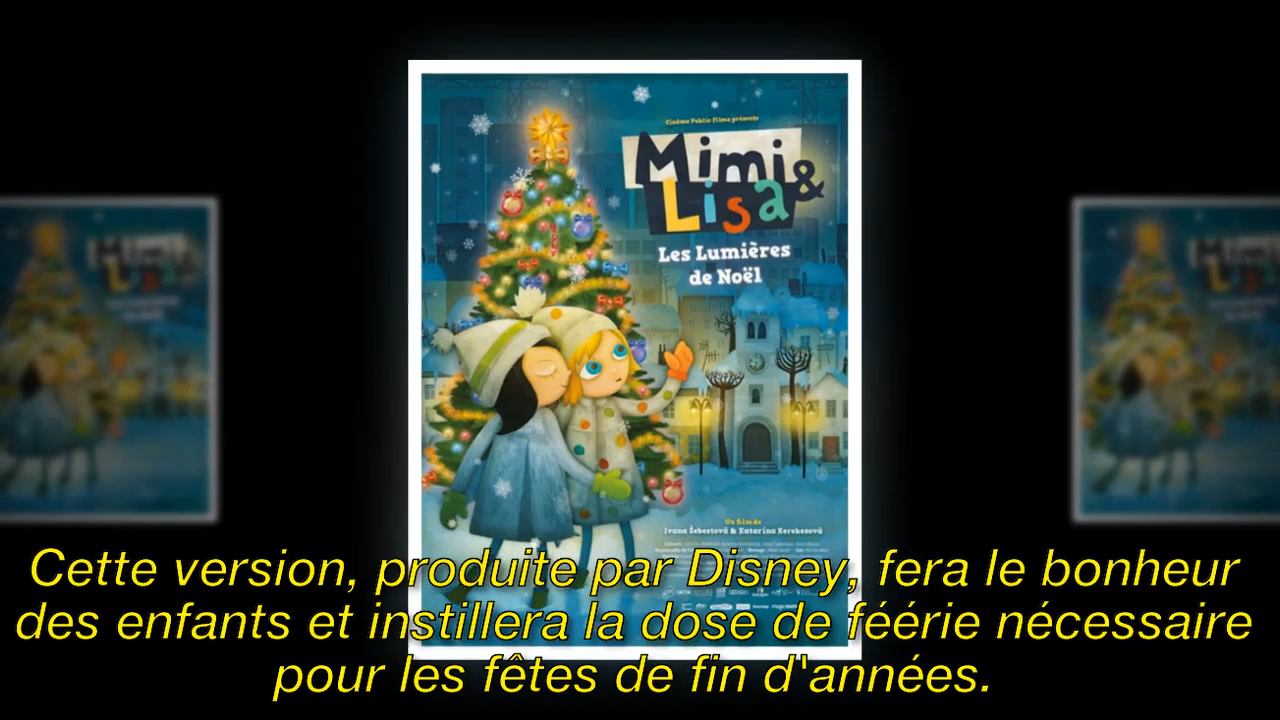 Cinéma Public Films présente
Mimi &
Lisa
Les Lumières
de Noël
Un film de
Ivana Šebestová & Katarína Kerekesová
Cette version, produite par Disney, fera le bonheur
des enfants et instillera la dose de féérie nécessaire
pour les fêtes de fin d'années.